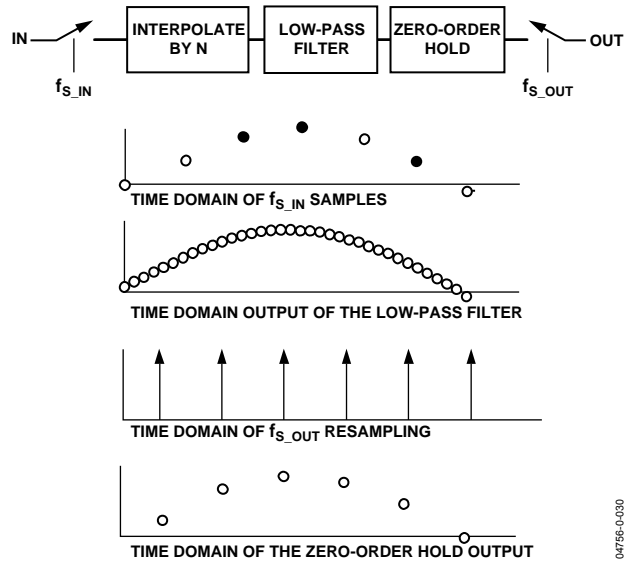 IN
INTERPOLATE
BY N
LOW-PASS
FILTER
ZERO-ORDER
HOLD
OUT
fS_IN
fS_OUT
TIME DOMAIN OF fS_IN SAMPLES
TIME DOMAIN OUTPUT OF THE LOW-PASS FILTER
TIME DOMAIN OF fS_OUT RESAMPLING
TIME DOMAIN OF THE ZERO-ORDER HOLD OUTPUT
04756-0-030